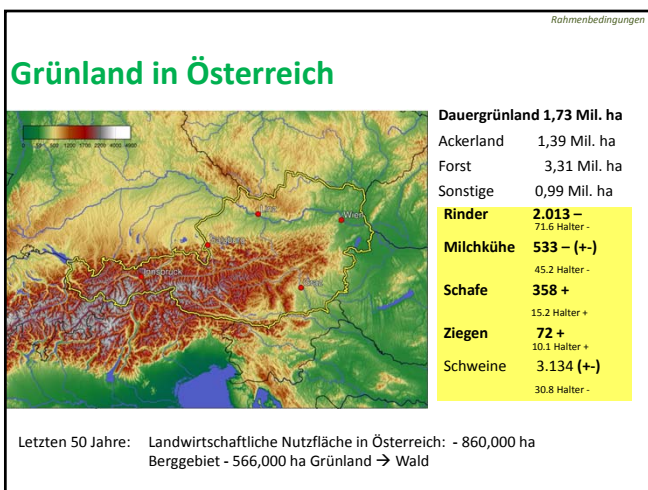 Rahmenbedingungen
Grünland in Österreich
Dauergrünland 1,73 Mil. ha
Ackerland 1,39 Mil. ha
Forst 3,31 Mil. ha
Sonstige 0,99 Mil. ha
Rinder 2.013 –
71.6 Halter -
Milchkühe 533 – (+-)
45.2 Halter -
Schafe 358 +
15.2 Halter +
Ziegen 72 +
10.1 Halter +
Schweine 3.134 (+-)
30.8 Halter -
Wien
Innsbruck
Letzten 50 Jahre: Landwirtschaftliche Nutzfläche in Österreich: - 860,000 ha
Berggebiet - 566,000 ha Grünland → Wald